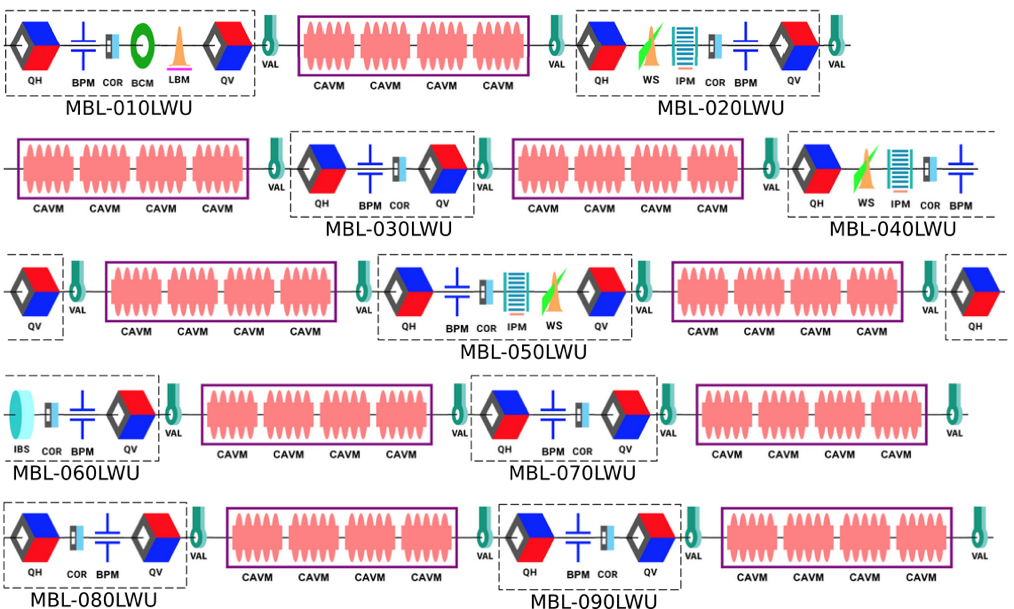 QH BPM COR BCM LBM QV VAL CAVM CAVM CAVM CAVM VAL QH WS IPM COR BPM QV VAL
MBL-010LWU MBL-020LWU
CAVM CAVM CAVM CAVM VAL QH BPM COR QV VAL CAVM CAVM CAVM CAVM VAL QH WS IPM COR BPM
MBL-030LWU MBL-040LWU
QV VAL CAVM CAVM CAVM CAVM VAL QH BPM COR IPM WS QV VAL CAVM CAVM CAVM CAVM VAL QH
MBL-050LWU
IBS COR BPM QV VAL CAVM CAVM CAVM CAVM VAL QH BPM COR QV VAL CAVM CAVM CAVM CAVM VAL
MBL-060LWU MBL-070LWU
QH COR BPM QV VAL CAVM CAVM CAVM CAVM VAL QH BPM COR QV VAL CAVM CAVM CAVM CAVM VAL
MBL-080LWU MBL-090LWU